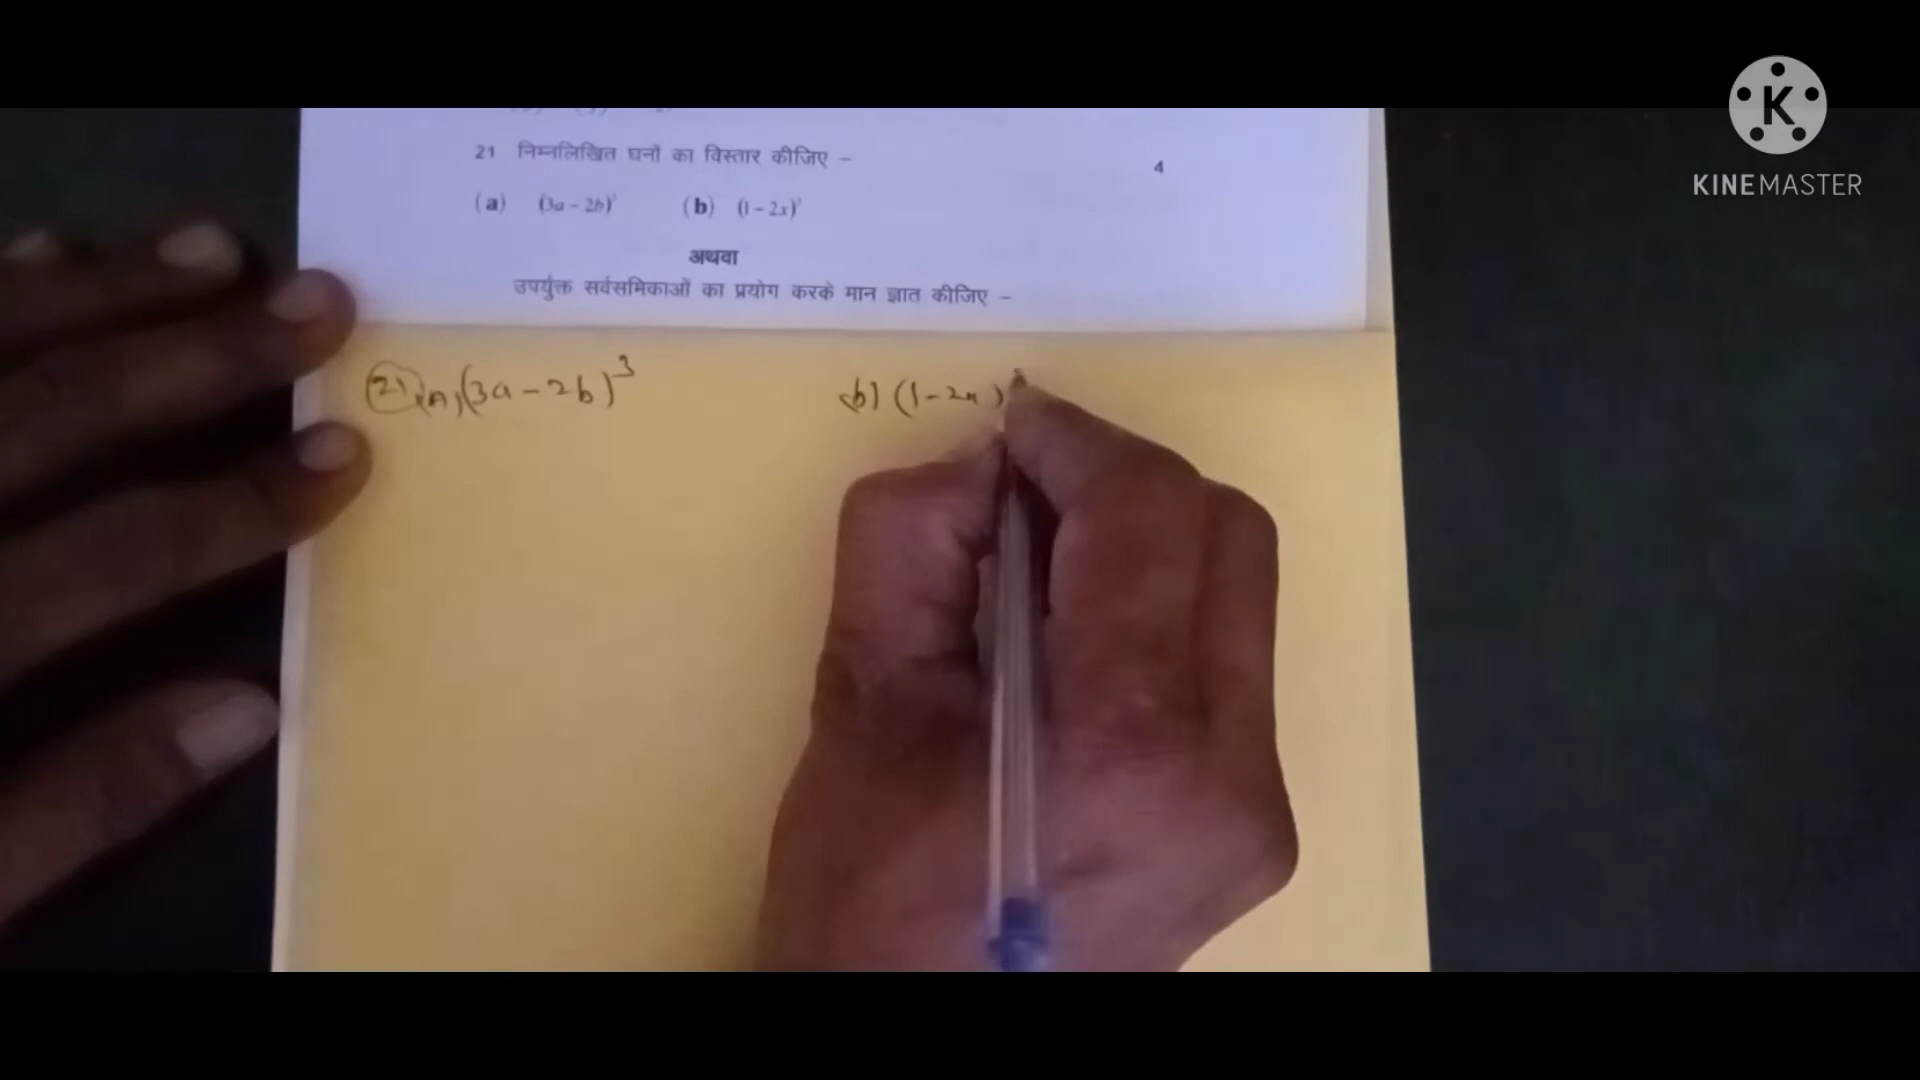 KINEMASTER
21 निम्नलिखित घनों का विस्तार कीजिए – 4
(a) (3a – 2b)³ (b) (1 – 2x)³
अथवा
उपर्युक्त सर्वसमिकाओं का प्रयोग करके मान ज्ञात कीजिए –
21 (A) (3a – 2b)³ (b) (1 – 2x)